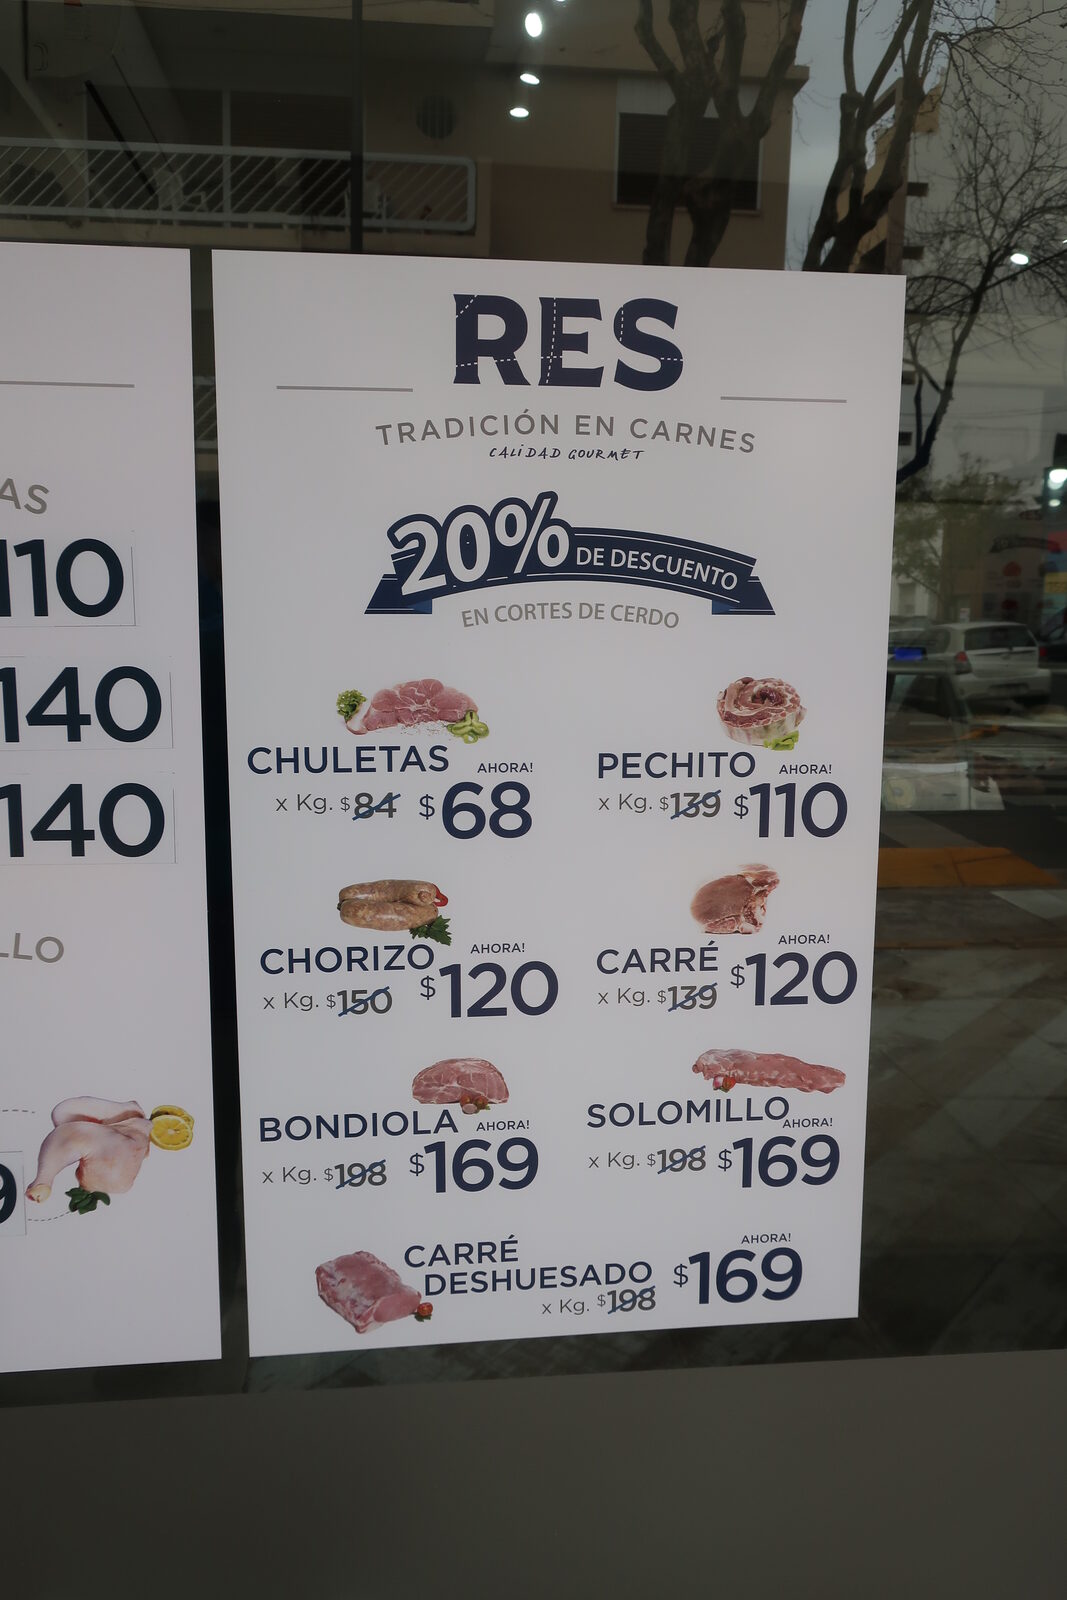 AS
110
140
140
LLO
9
RES
TRADICIÓN EN CARNES
CALIDAD GOURMET
20% DE DESCUENTO
EN CORTES DE CERDO
CHULETAS AHORA!
x Kg. $84 $68
PECHITO AHORA!
x Kg. $139 $110
CHORIZO AHORA!
x Kg. $150 $120
CARRÉ AHORA!
x Kg. $139 $120
BONDIOLA AHORA!
x Kg. $198 $169
SOLOMILLO AHORA!
x Kg. $198 $169
CARRÉ AHORA!
DESHUESADO $169
x Kg. $198